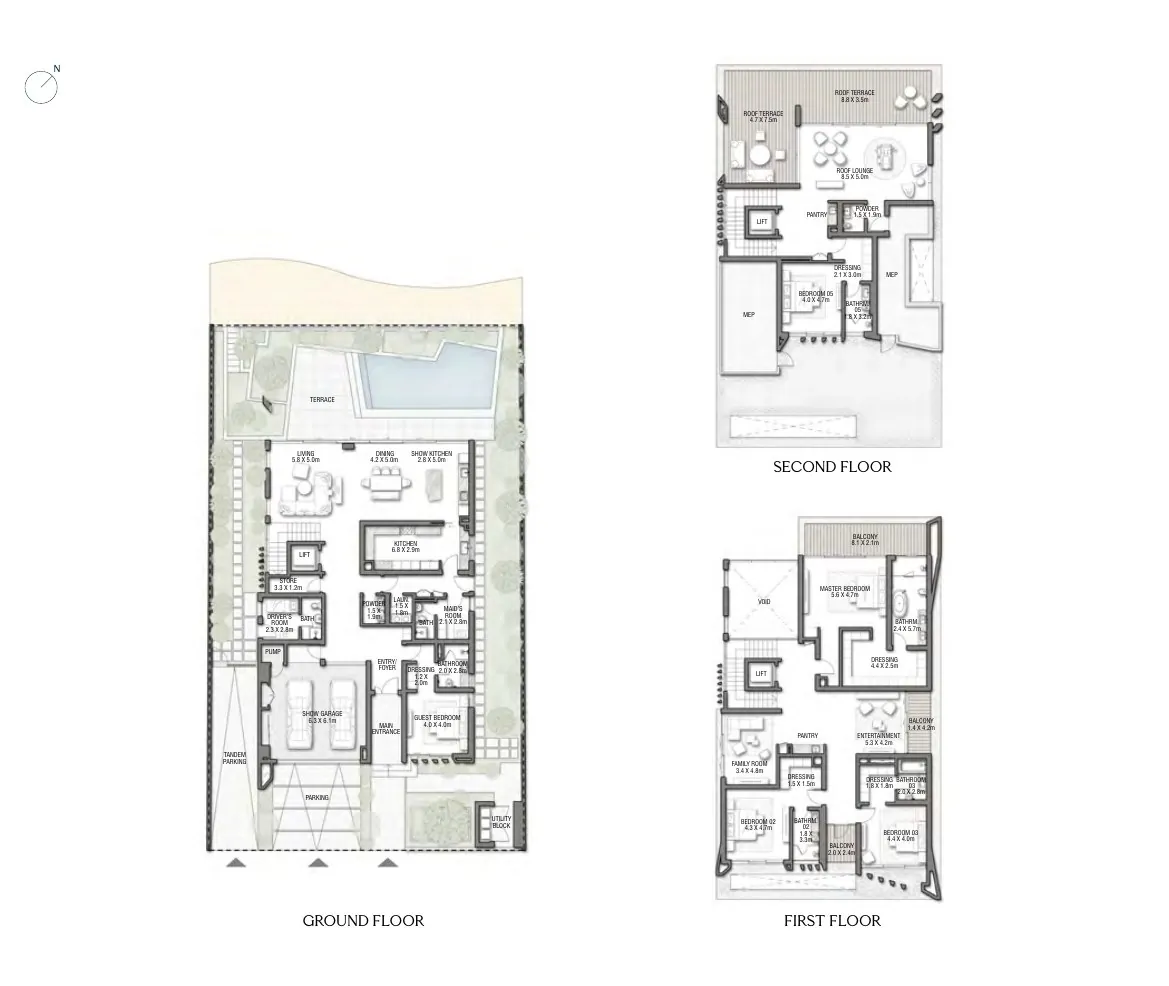 N
ROOF TERRACE
8.8 X 3.5m
ROOF TERRACE
4.7 X 7.5m
ROOF LOUNGE
8.5 X 5.0m
LIFT
PANTRY
POWDER
1.5 X 1.9m
DRESSING
2.1 X 3.0m
MEP
BEDROOM 05
4.0 X 4.7m
BATHRM.
05
1.8 X 3.2m
MEP
SECOND FLOOR
TERRACE
LIVING
5.8 X 5.0m
DINING
4.2 X 5.0m
SHOW KITCHEN
2.8 X 5.0m
KITCHEN
6.8 X 2.9m
LIFT
STORE
3.3 X 1.2m
POWDER
1.5 X
1.9m
LAUN.
1.5 X
1.8m
BATH
MAID'S
ROOM
2.1 X 2.8m
DRIVER'S
ROOM
2.3 X 2.8m
BATH
PUMP
ENTRY/
FOYER
DRESSING
1.2 X
2.0m
BATHROOM
2.0 X 2.8m
SHOW GARAGE
6.3 X 6.1m
MAIN
ENTRANCE
GUEST BEDROOM
4.0 X 4.0m
TANDEM
PARKING
PARKING
UTILITY
BLOCK
GROUND FLOOR
BALCONY
8.1 X 2.1m
MASTER BEDROOM
5.6 X 4.7m
VOID
BATHRM.
2.4 X 5.7m
DRESSING
4.4 X 2.5m
LIFT
BALCONY
1.4 X 4.2m
ENTERTAINMENT
5.3 X 4.2m
PANTRY
FAMILY ROOM
3.4 X 4.8m
DRESSING
1.5 X 1.5m
DRESSING
1.8 X 1.8m
BATHROOM
03
2.0 X 2.8m
BEDROOM 02
4.3 X 4.7m
BATHRM.
02
1.8 X
3.3m
BALCONY
2.0 X 2.4m
BEDROOM 03
4.4 X 4.0m
FIRST FLOOR